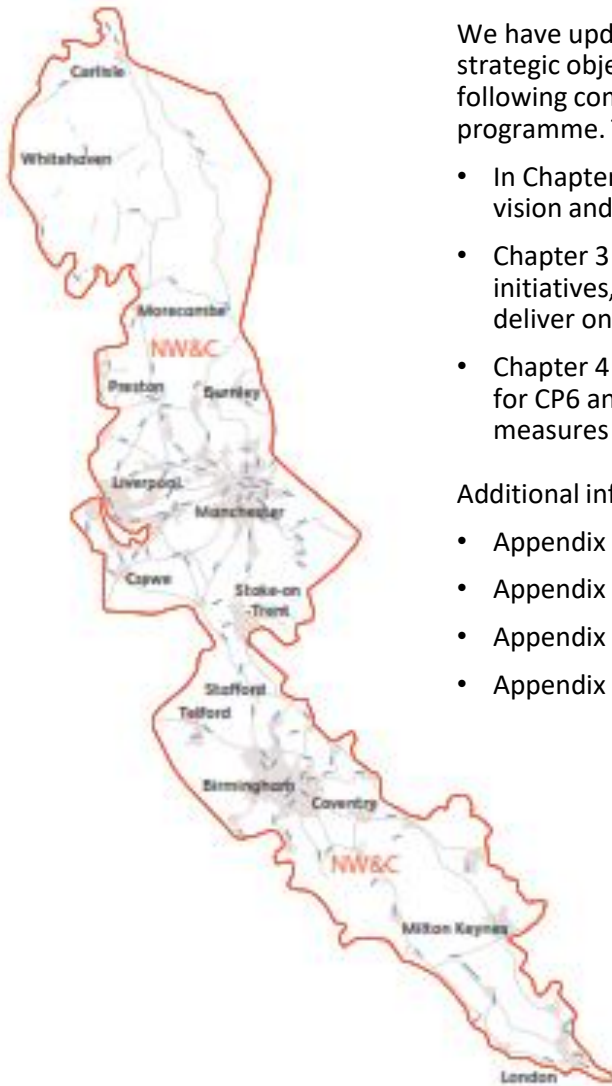 Carlisle
Whitehaven
Morecambe
NW&C
Preston
Burnley
Liverpool
Manchester
Crewe
Stoke-on
Trent
Stafford
Telford
Birmingham
Coventry
NW&C
Milton Keynes
London
We have upd
strategic obje
following con
programme. T
• In Chapter
vision and
• Chapter 3
initiatives,
deliver on
• Chapter 4
for CP6 an
measures
Additional inf
• Appendix
• Appendix
• Appendix
• Appendix